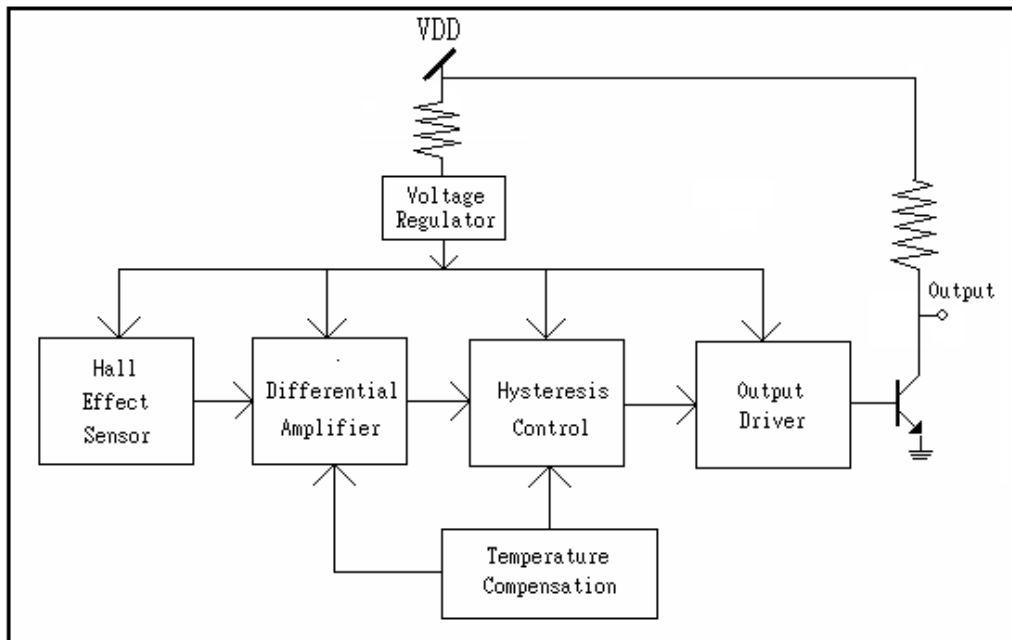 VDD
Voltage
Regulator
Output
Hall
Effect
Sensor
Differential
Amplifier
Hysteresis
Control
Output
Driver
Temperature
Compensation